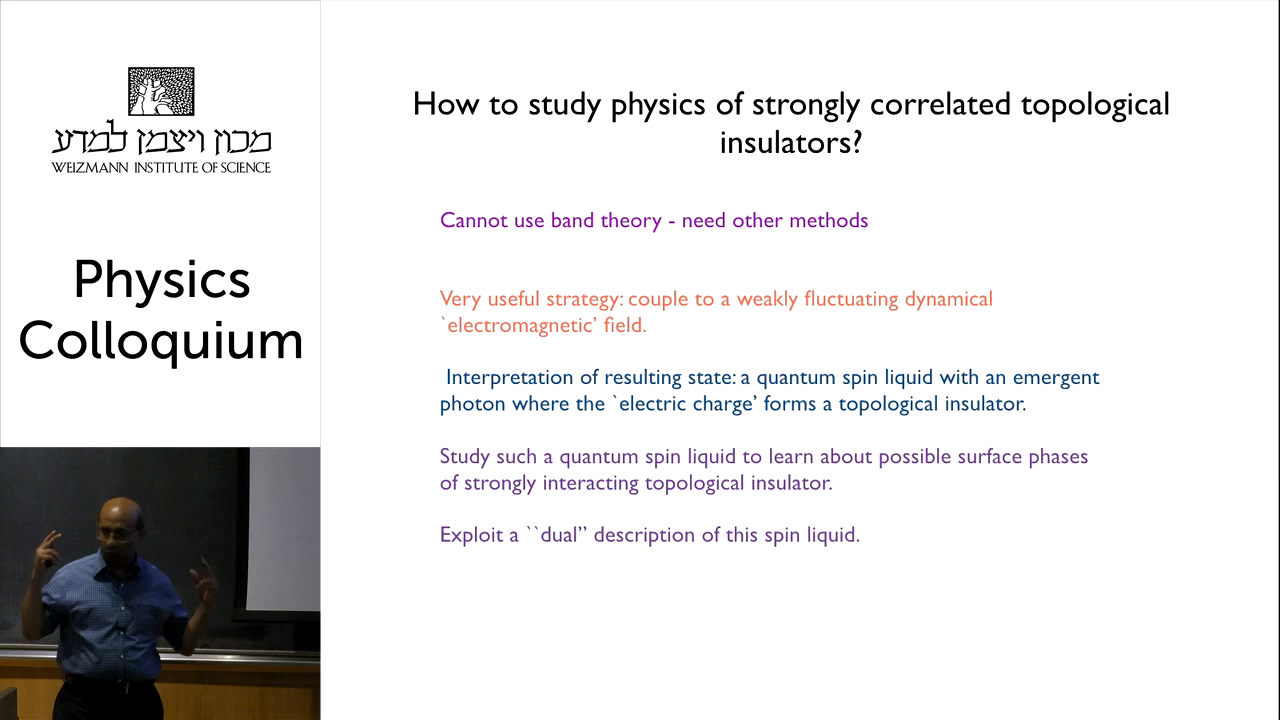 מכון ויצמן למדע
WEIZMANN INSTITUTE OF SCIENCE
Physics
Colloquium
How to study physics of strongly correlated topological
insulators?
Cannot use band theory - need other methods
Very useful strategy: couple to a weakly fluctuating dynamical
`electromagnetic’ field.
Interpretation of resulting state: a quantum spin liquid with an emergent
photon where the `electric charge’ forms a topological insulator.
Study such a quantum spin liquid to learn about possible surface phases
of strongly interacting topological insulator.
Exploit a ``dual’’ description of this spin liquid.